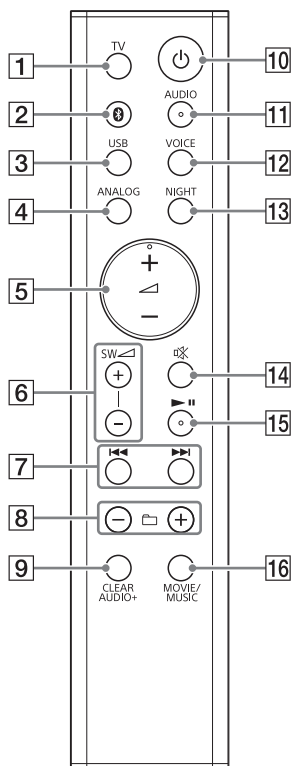 TV
1
10
AUDIO
2
11
USB
VOICE
3
12
ANALOG
NIGHT
4
13
+
5
−
SW
6
+
−
14
15
7
8
−
+
9
16
CLEAR
AUDIO+
MOVIE/
MUSIC